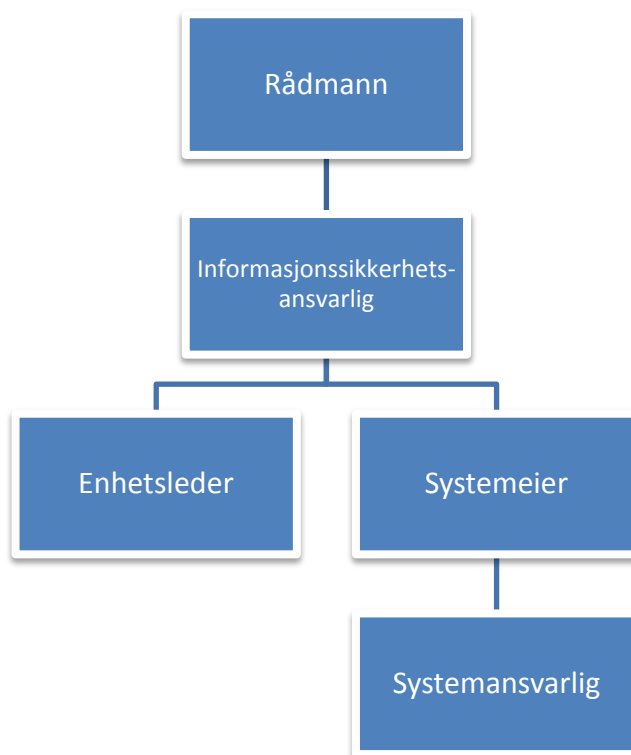 Rådmann
Informasjonssikkerhets-
ansvarlig
Enhetsleder
Systemeier
Systemansvarlig